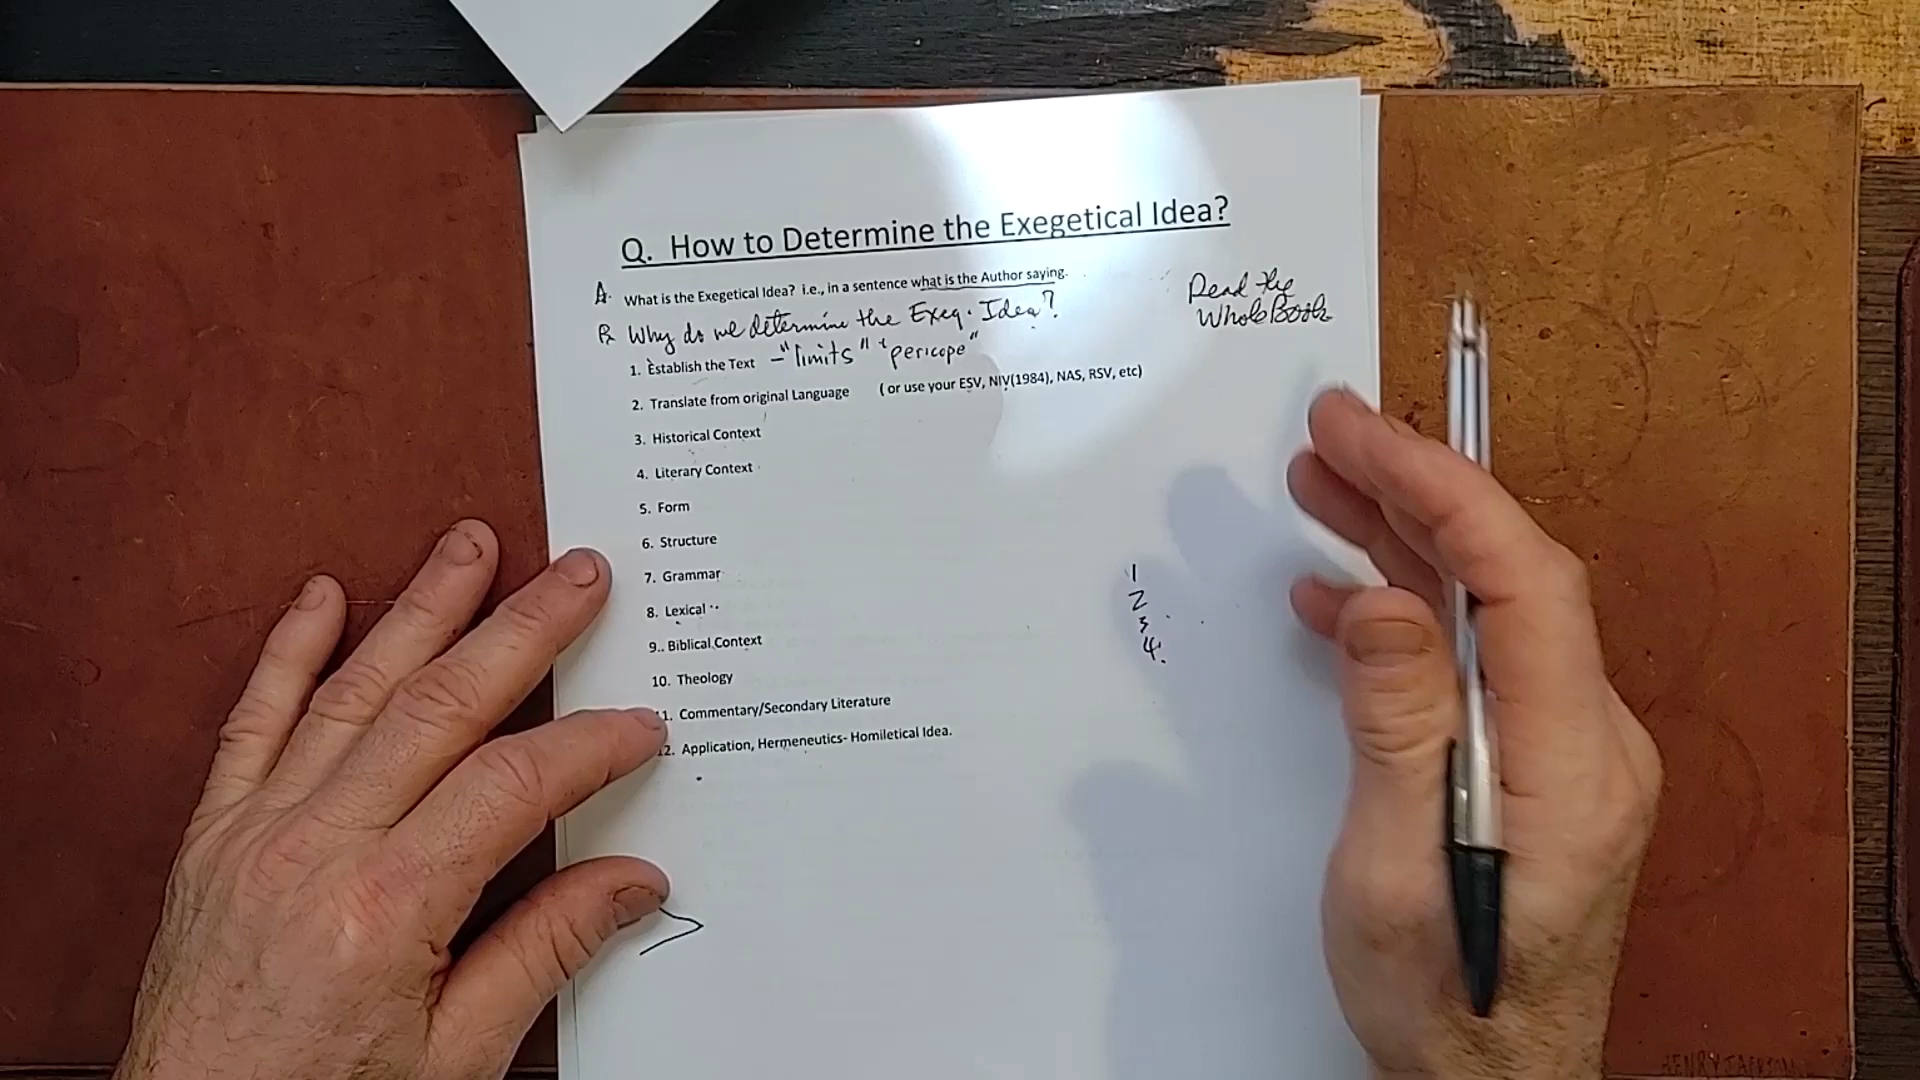 Q. How to Determine the Exegetical Idea?
A. What is the Exegetical Idea? i.e., in a sentence what is the Author saying.
Read the
Whole Book
B. Why do we determine the Exeg. Idea?
1. Establish the Text - "limits" + "pericope"
2. Translate from original Language ( or use your ESV, NIV(1984), NAS, RSV, etc)
3. Historical Context
4. Literary Context
5. Form
6. Structure
7. Grammar
8. Lexical
9.. Biblical Context
10. Theology
11. Commentary/Secondary Literature
12. Application, Hermeneutics- Homiletical Idea.
1
2
3
4.
HENRY JACKSON